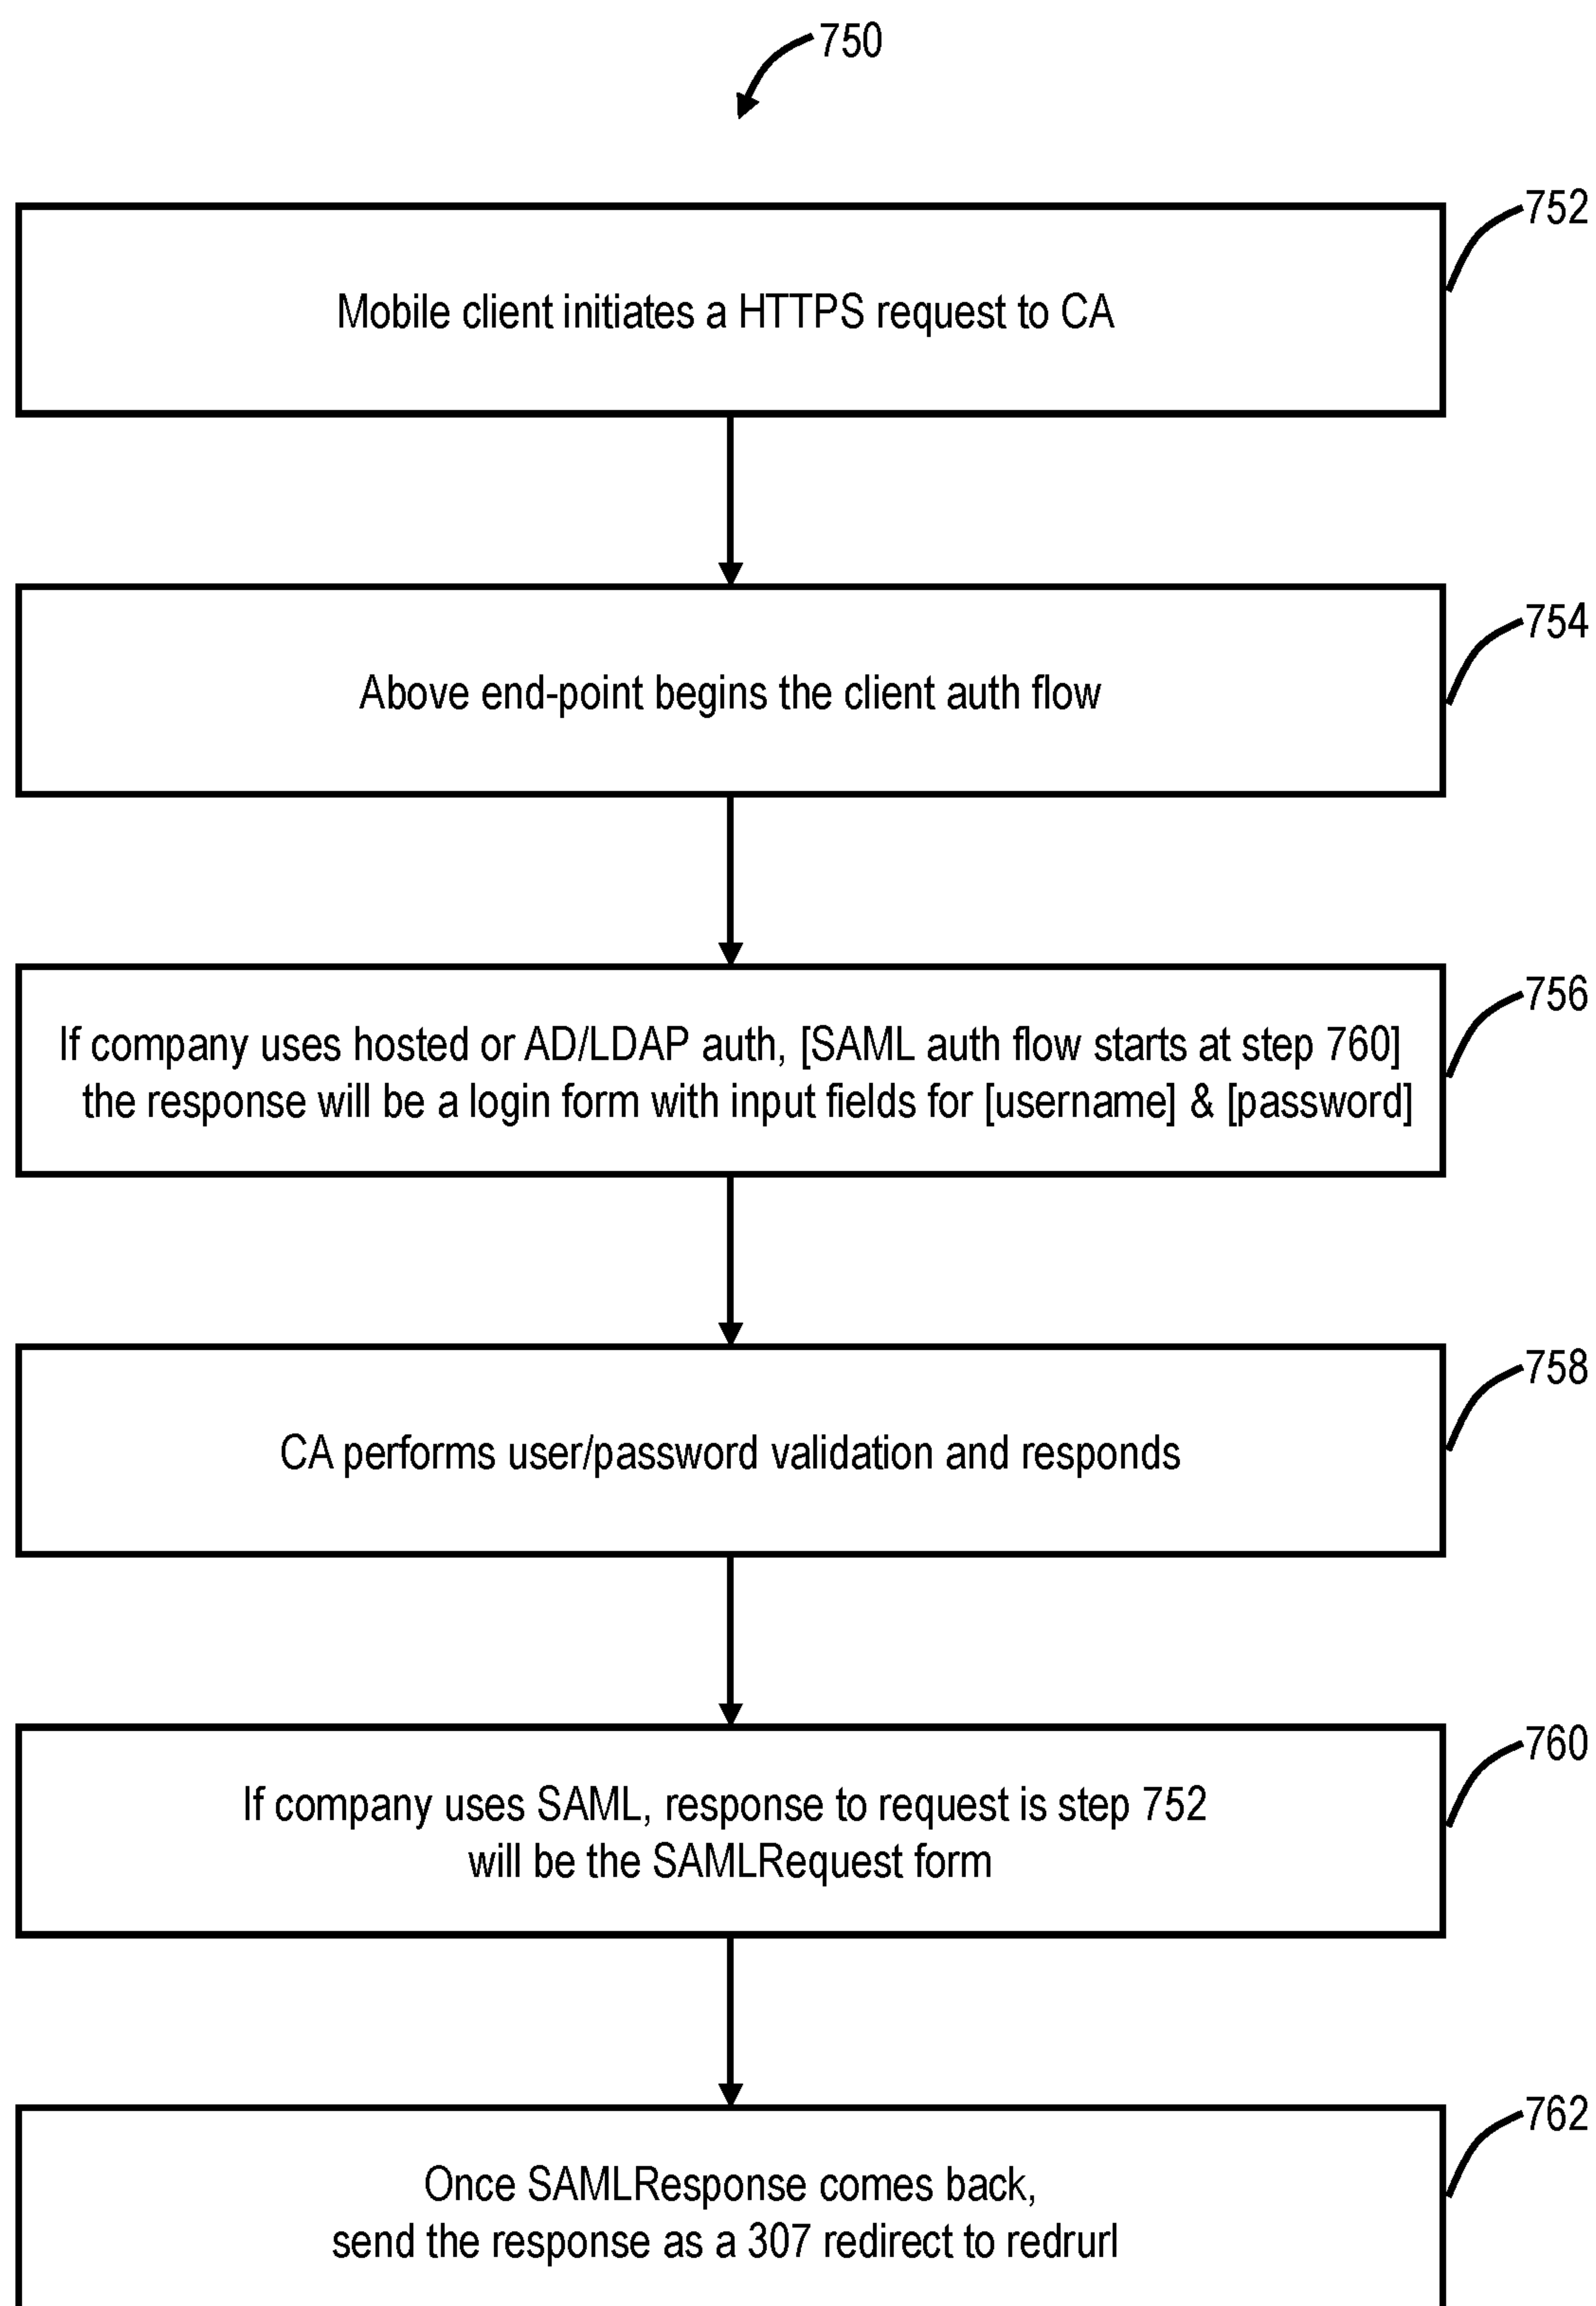 750
752
Mobile client initiates a HTTPS request to CA
754
Above end-point begins the client auth flow
756
If company uses hosted or AD/LDAP auth, [SAML auth flow starts at step 760]
the response will be a login form with input fields for [username] & [password]
758
CA performs user/password validation and responds
760
If company uses SAML, response to request is step 752
will be the SAMLRequest form
762
Once SAMLResponse comes back,
send the response as a 307 redirect to redrurl